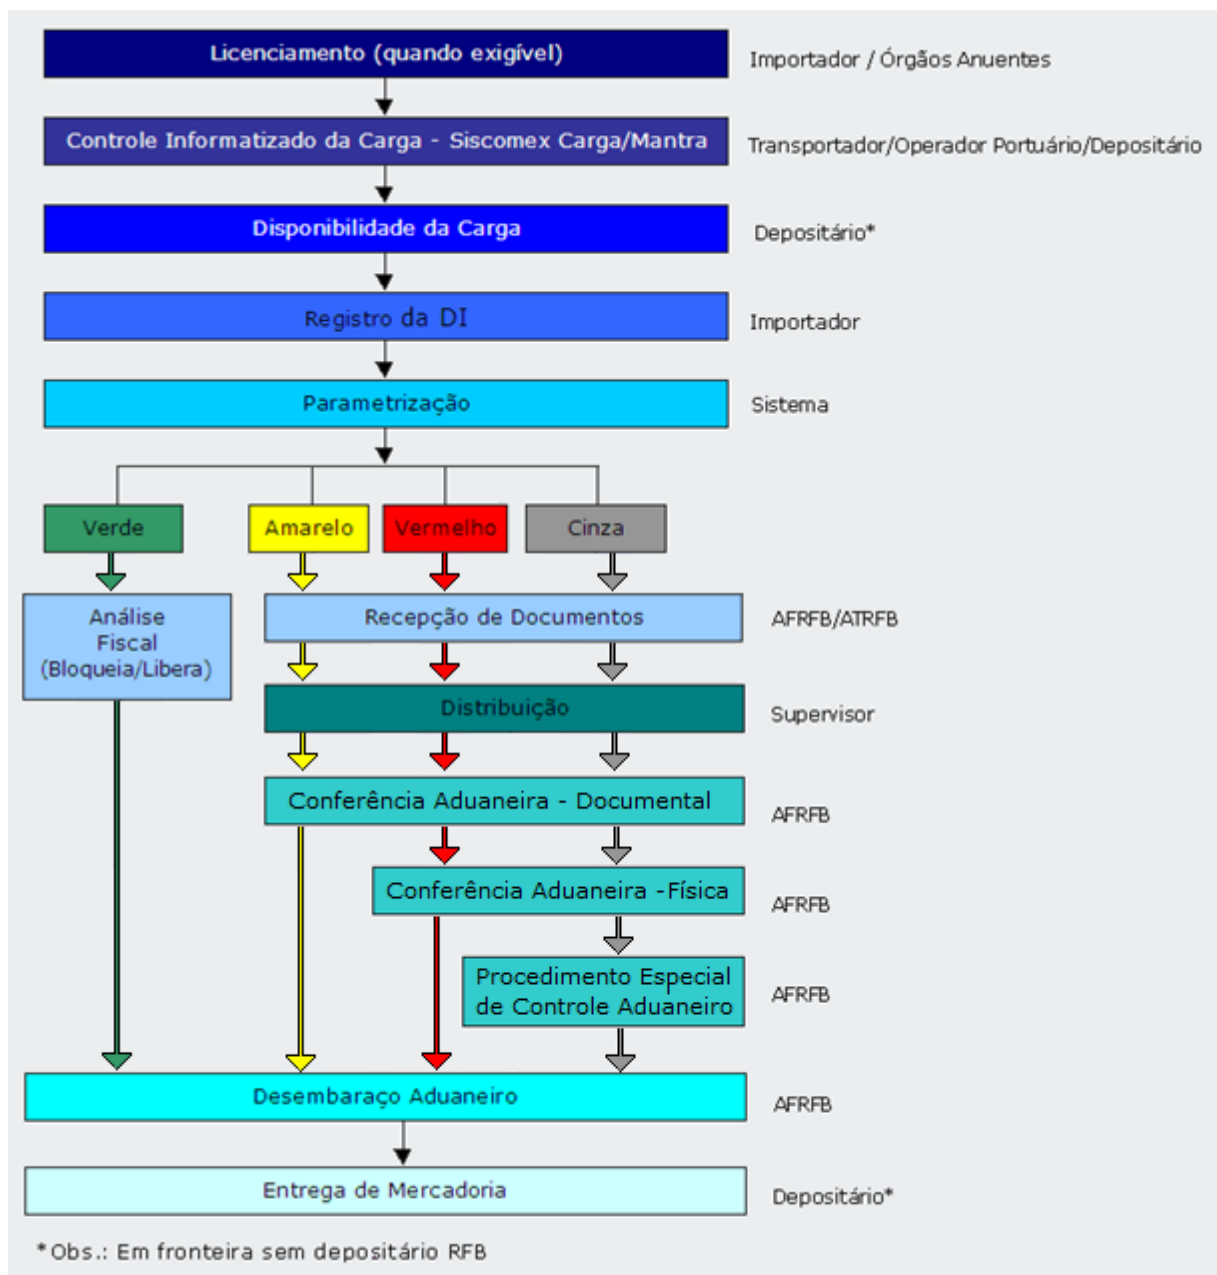 Licenciamento (quando exigível)
Importador / Órgãos Anuentes
Controle Informatizado da Carga - Siscomex Carga/Mantra
Transportador/Operador Portuário/Depositário
Disponibilidade da Carga
Depositário*
Registro da DI
Importador
Parametrização
Sistema
Verde
Amarelo
Vermelho
Cinza
Análise
Fiscal
(Bloqueia/Libera)
Recepção de Documentos
AFRFB/ATRFB
Distribuição
Supervisor
Conferência Aduaneira - Documental
AFRFB
Conferência Aduaneira -Física
AFRFB
Procedimento Especial
de Controle Aduaneiro
AFRFB
Desembaraço Aduaneiro
AFRFB
Entrega de Mercadoria
Depositário*
*Obs.: Em fronteira sem depositário RFB